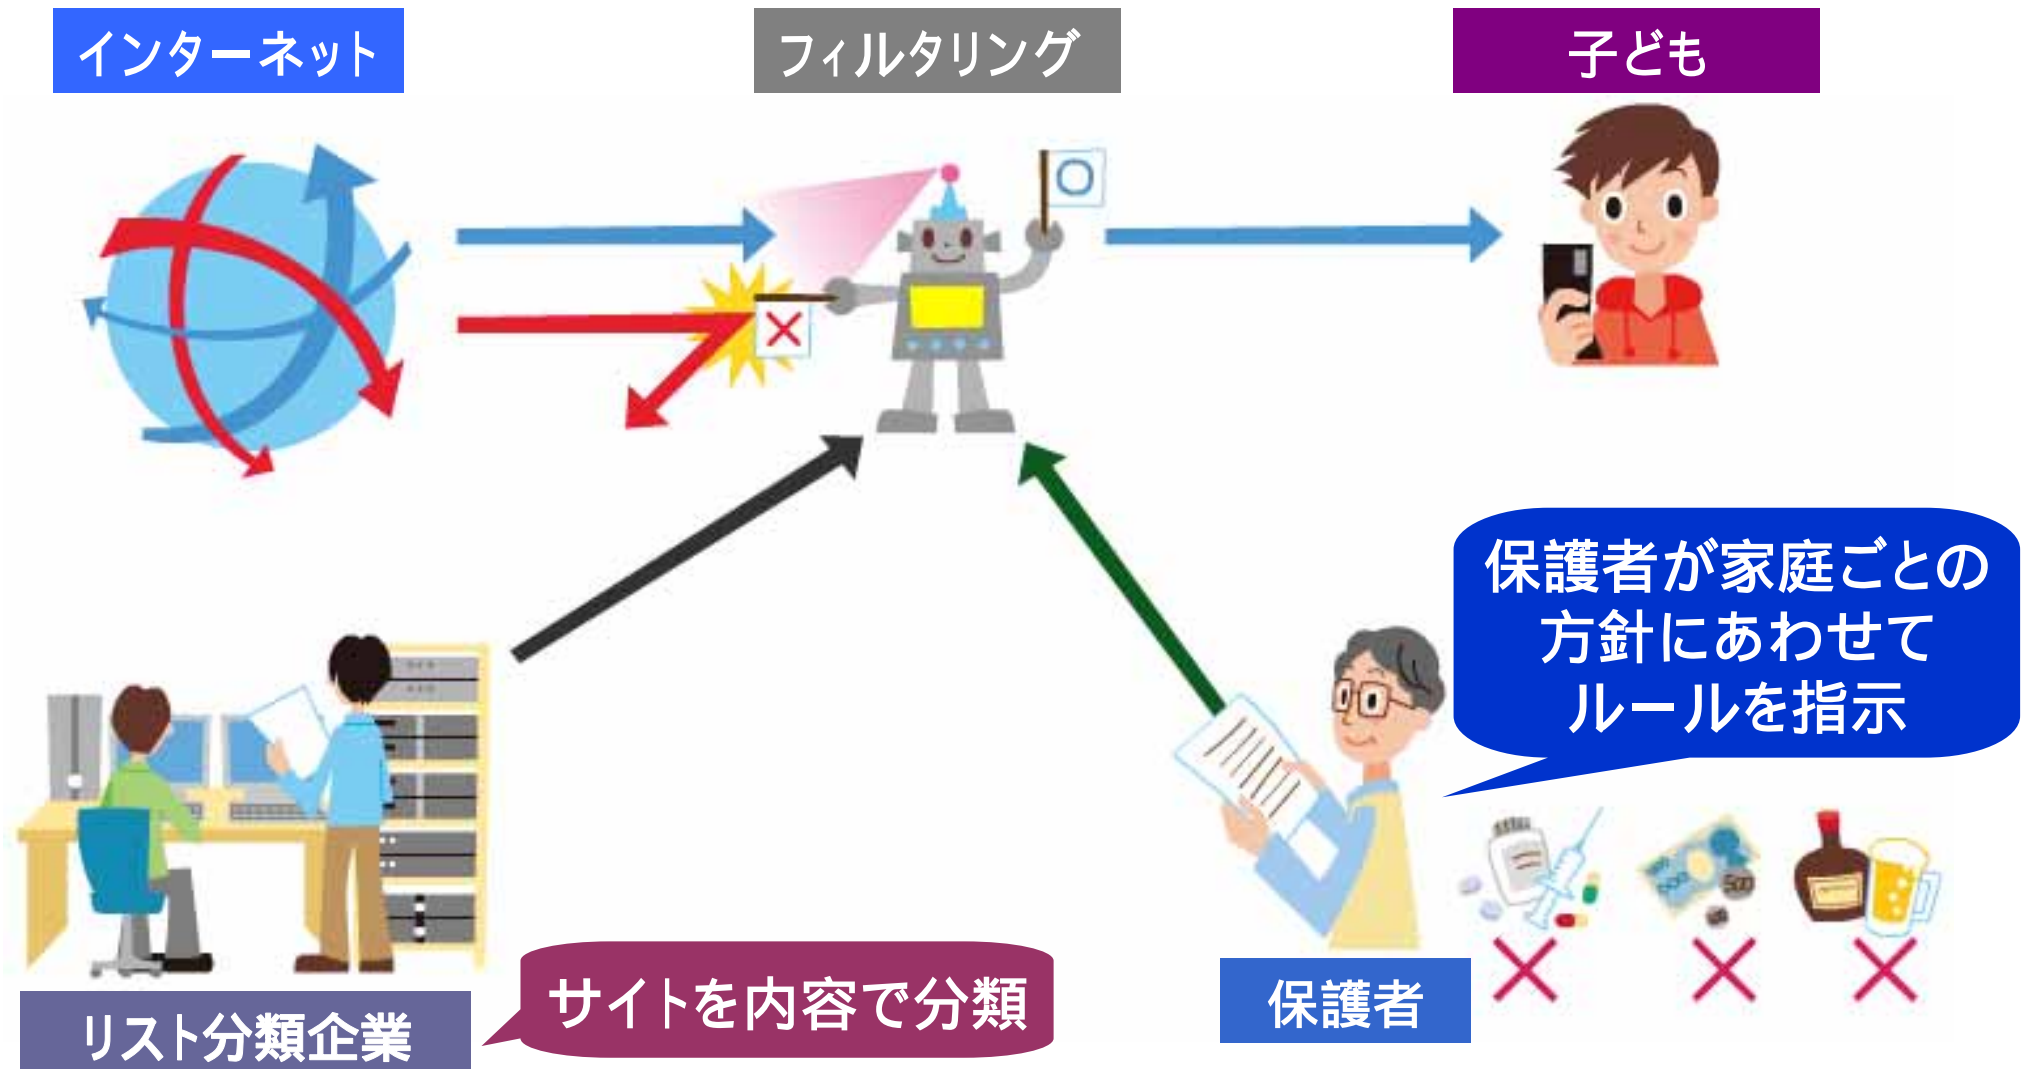 インターネット
フィルタリング
子ども
○
×
保護者が家庭ごとの
方針にあわせて
ルールを指示
500
500
サイトを内容で分類
保護者
リスト分類企業